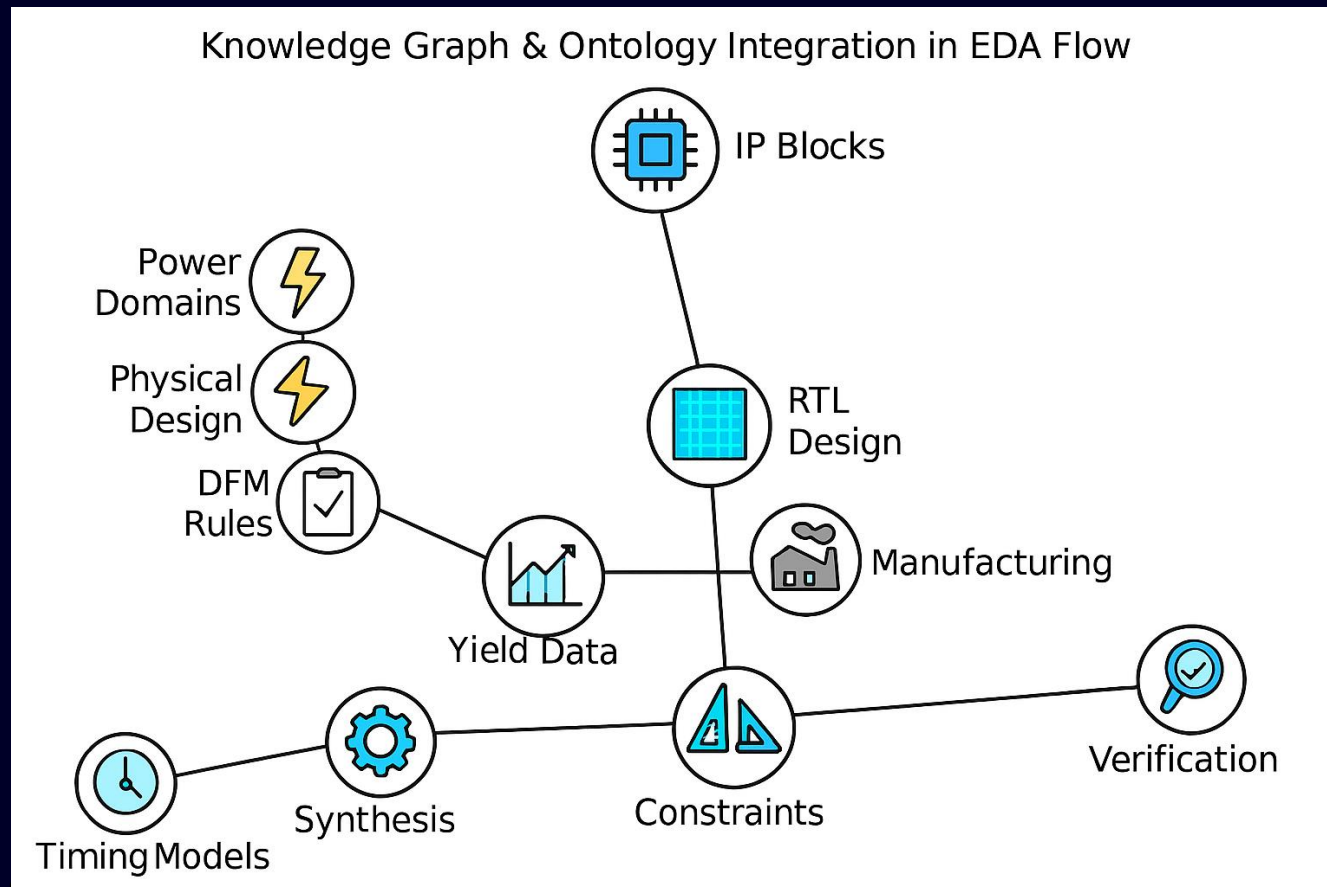 Knowledge Graph & Ontology Integration in EDA Flow
IP Blocks
Power
Domains
Physical
Design
RTL
Design
DFM
Rules
Manufacturing
Yield Data
Verification
Synthesis
Constraints
Timing Models